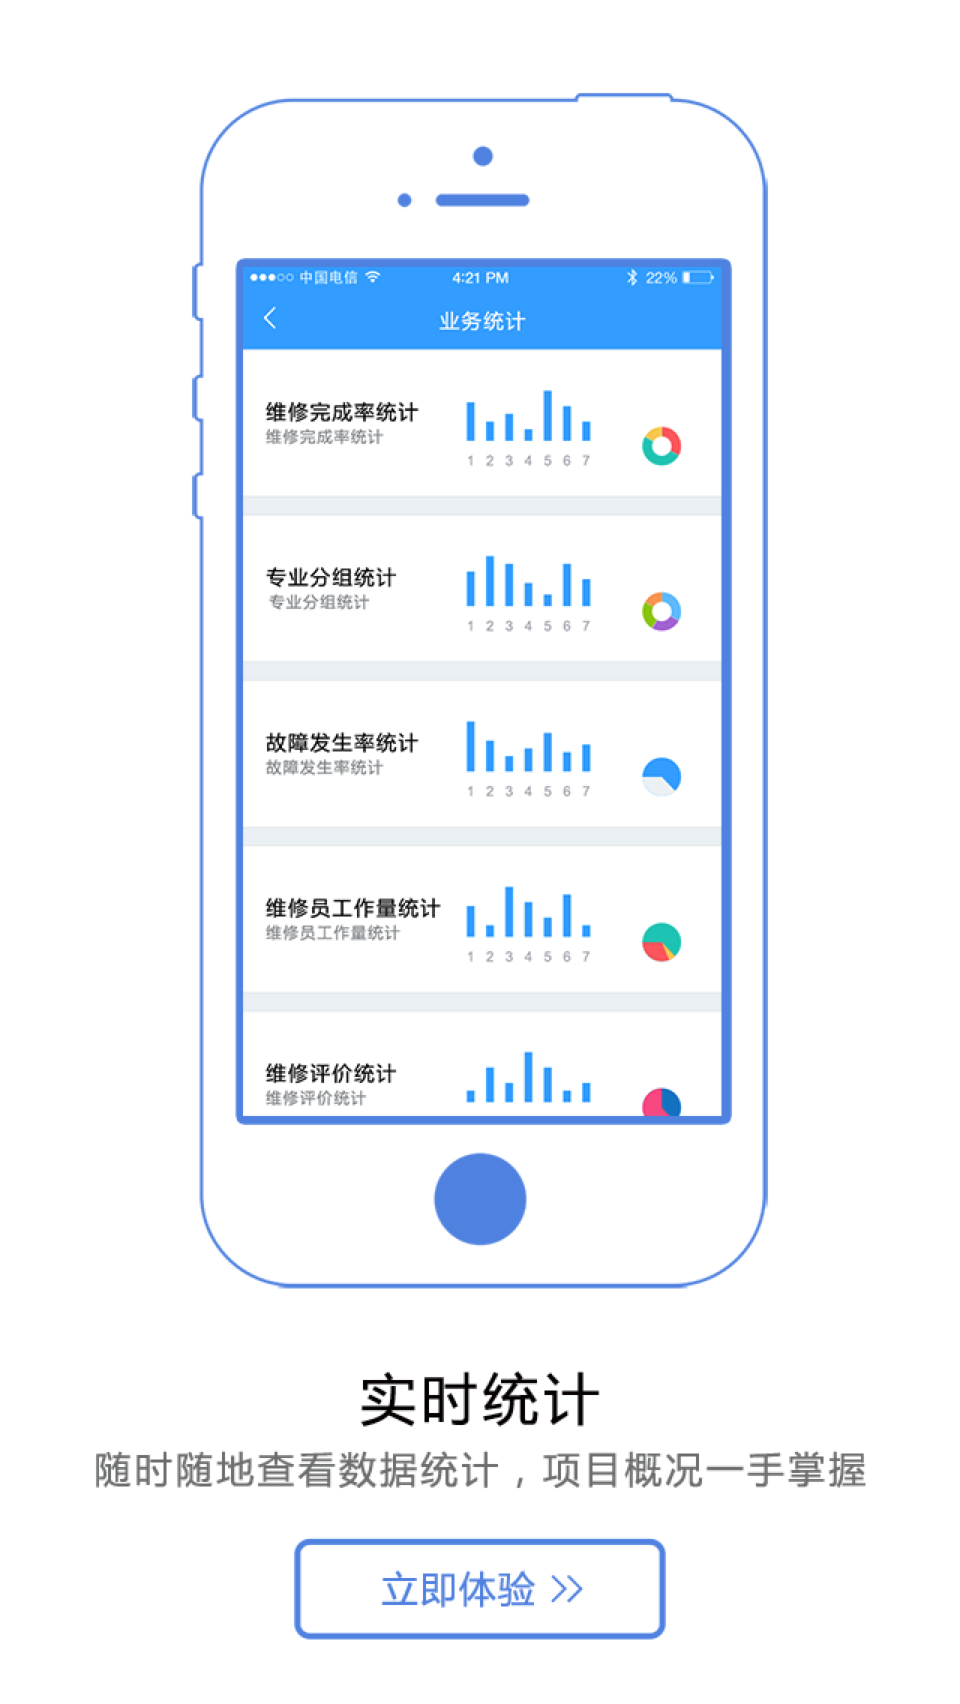 中国电信 4:21 PM 22%
业务统计
维修完成率统计
维修完成率统计
1 2 3 4 5 6 7
专业分组统计
专业分组统计
1 2 3 4 5 6 7
故障发生率统计
故障发生率统计
1 2 3 4 5 6 7
维修员工作量统计
维修员工作量统计
1 2 3 4 5 6 7
维修评价统计
维修评价统计
实时统计
随时随地查看数据统计，项目概况一手掌握
立即体验 >>